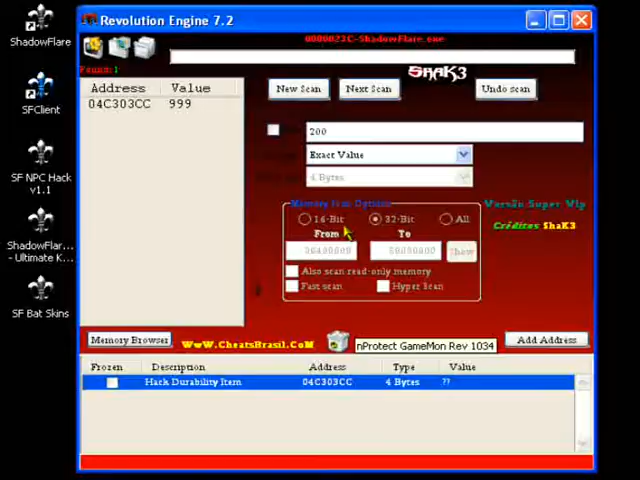 Revolution Engine 7.2
ShadowFlare
0000823C-ShadowFlare.exe
Found: 1
SHAK3
Address Value
04C303CC 999
New Scan Next Scan Undo scan
SFClient
200
Exact Value
4 Bytes
SF NPC Hack
v1.1
Memory Scan Options
Versão Super Vip
16-Bit 32-Bit All
Créditos ShaK3
From To
Show
ShadowFlar...
- Ultimate K...
Also scan read-only memory
Fast scan Hyper Scan
SF Bat Skins
Memory Browser
WwW.CheatsBrasil.CoM
nProtect GameMon Rev 1034
Add Address
Frozen Description Address Type Value
Hack Durability Item 04C303CC 4 Bytes ??